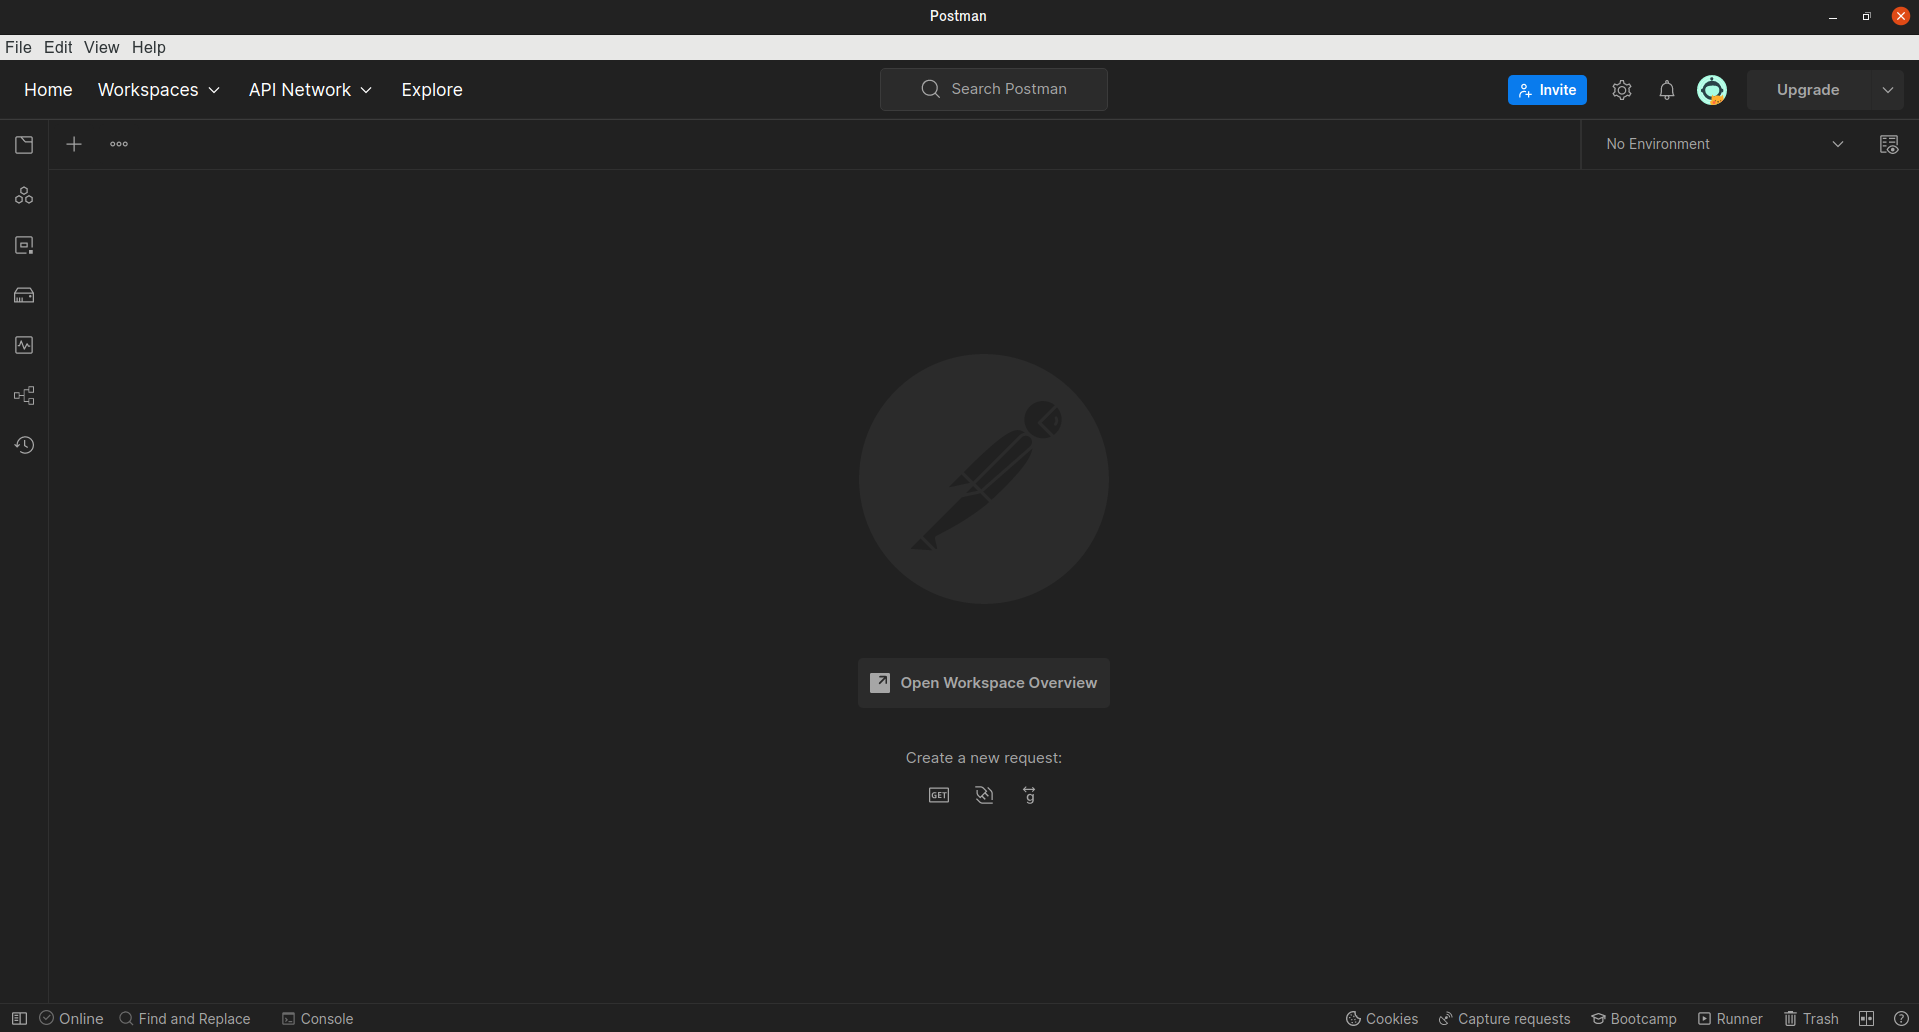 Postman
File Edit View Help
Home Workspaces API Network Explore Search Postman Invite Upgrade
No Environment
Open Workspace Overview
Create a new request:
GET g
Online Find and Replace Console Cookies Capture requests Bootcamp Runner Trash